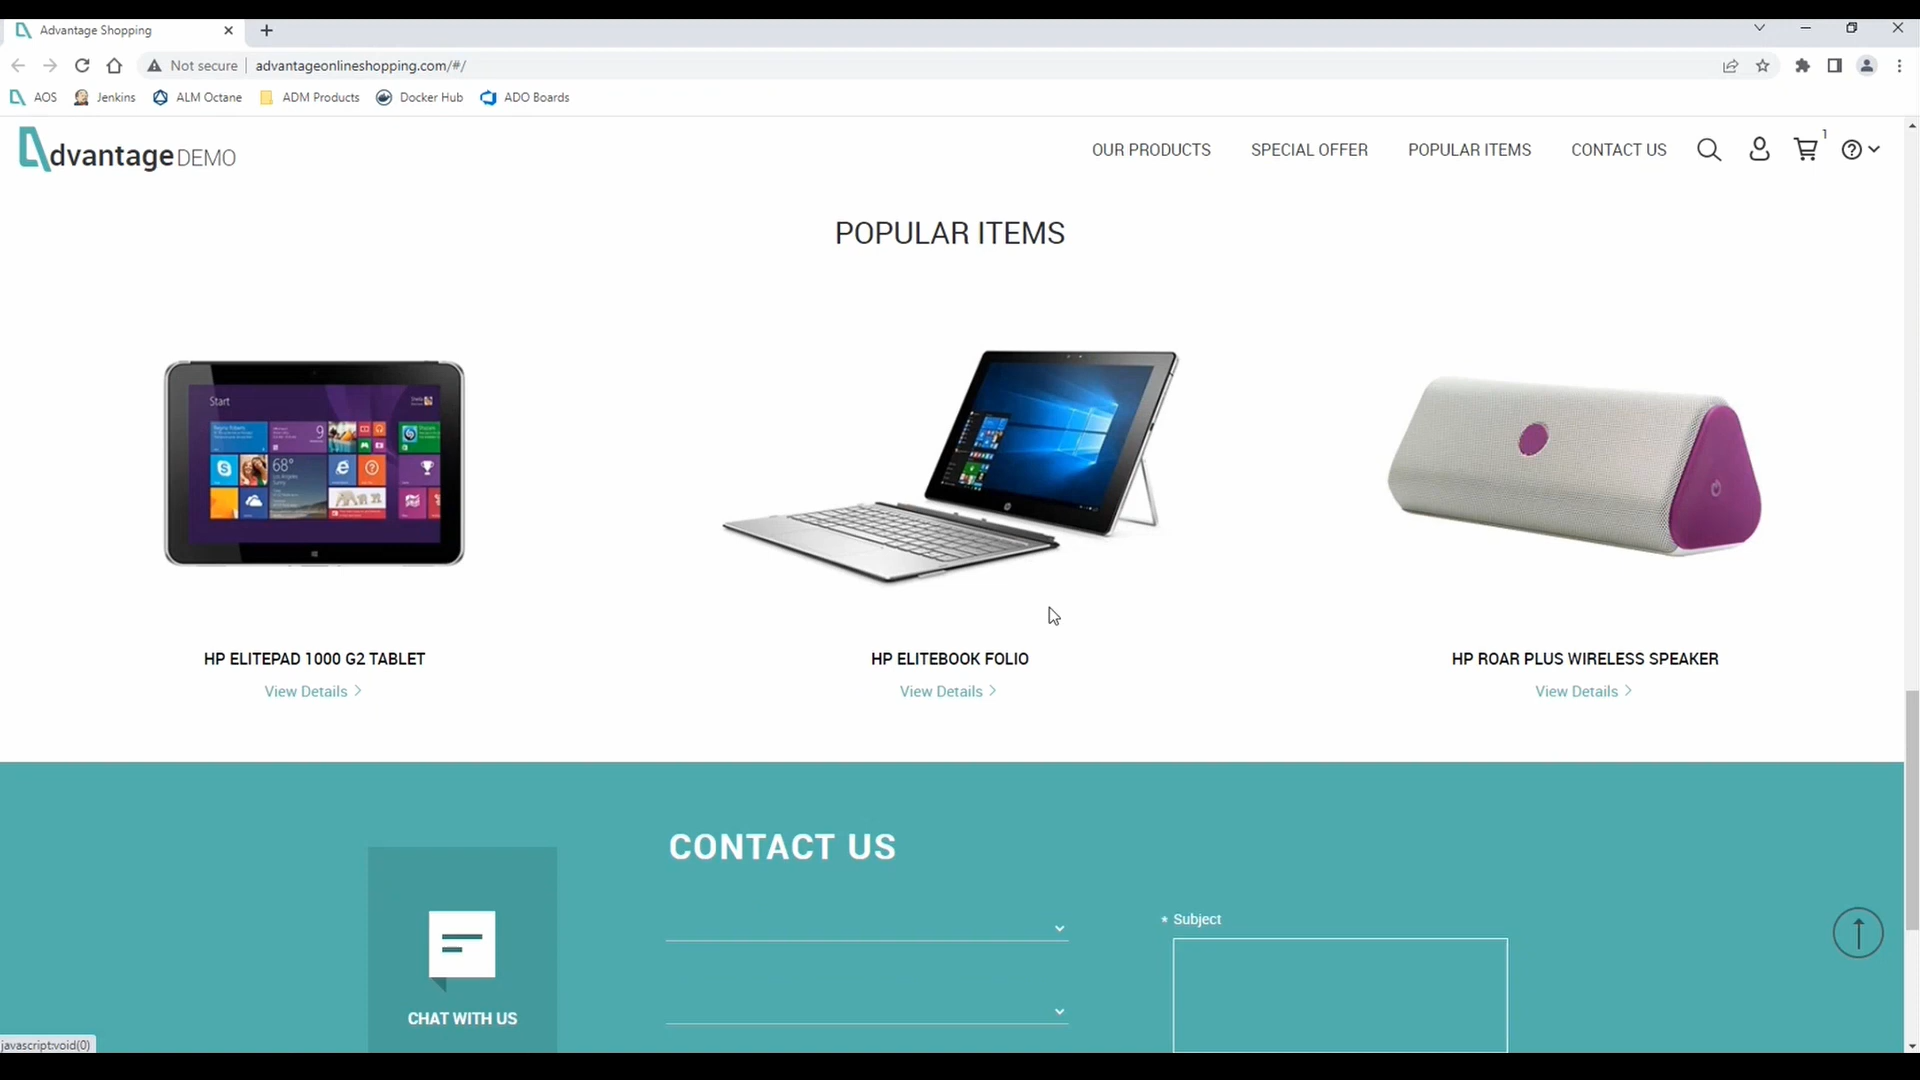 Advantage Shopping
Not secure
advantageonlineshopping.com/#/
AOS
Jenkins
ALM Octane
ADM Products
Docker Hub
ADO Boards
dvantage DEMO
OUR PRODUCTS
SPECIAL OFFER
POPULAR ITEMS
CONTACT US
1
POPULAR ITEMS
Start
9
68°
HP ELITEPAD 1000 G2 TABLET
HP ELITEBOOK FOLIO
HP ROAR PLUS WIRELESS SPEAKER
View Details
View Details
View Details
CONTACT US
* Subject
CHAT WITH US
javascript:void(0)